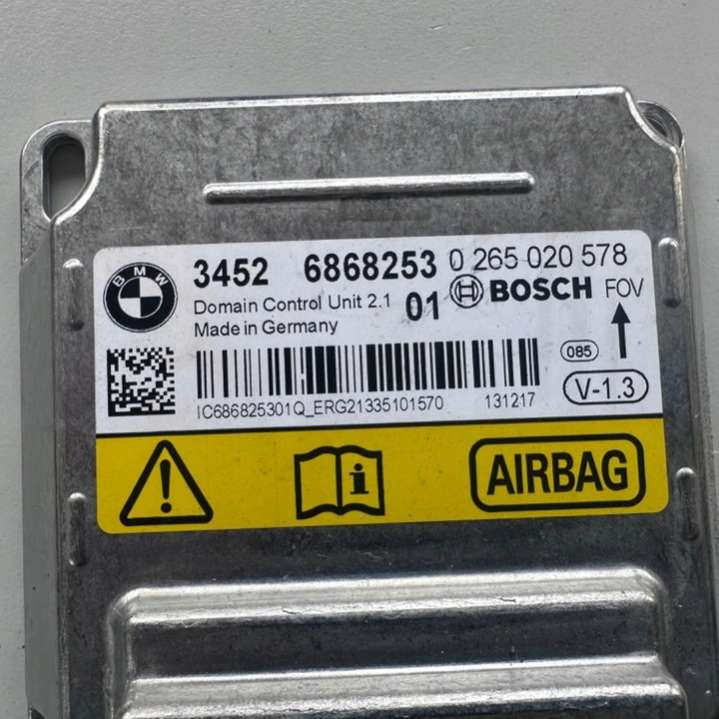 BMW
3452 6868253 0 265 020 578
Domain Control Unit 2.1 01 BOSCH FOV
Made in Germany
085
V-1.3
IC686825301Q_ERG21335101570 131217
i AIRBAG